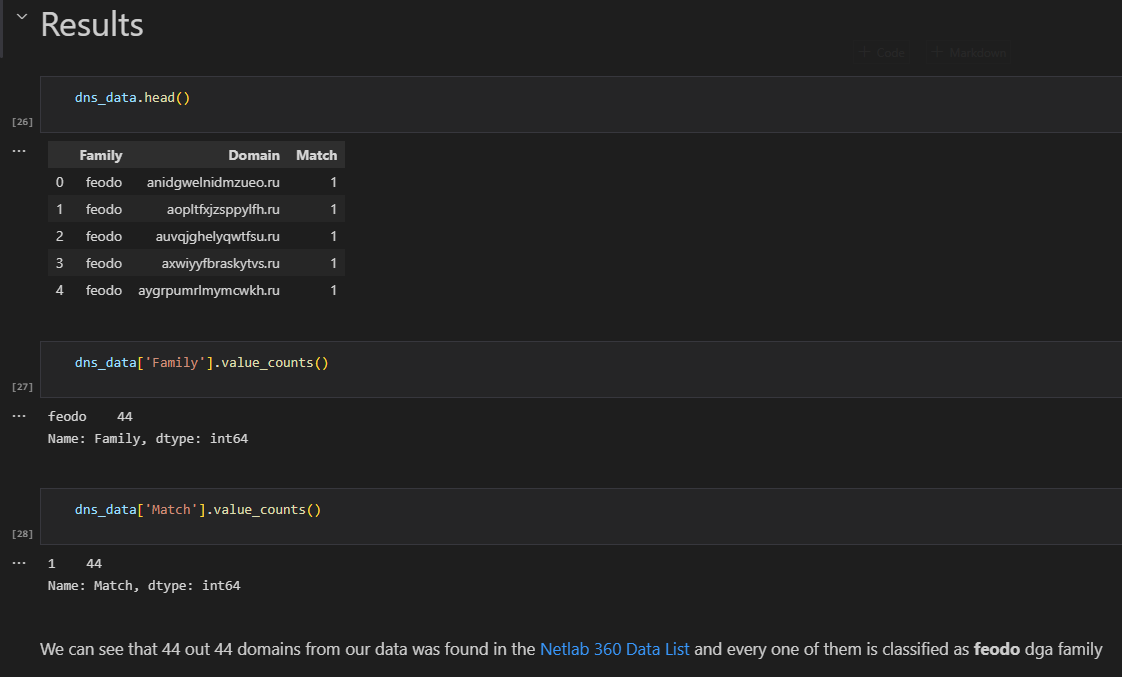 Results
+ Code + Markdown
dns_data.head()
[26]
...
Family Domain Match
0 feodo anidgwelnidmzueo.ru 1
1 feodo aopltfxjzsppylfh.ru 1
2 feodo auvqjghelyqwtfsu.ru 1
3 feodo axwiyyfbraskytvs.ru 1
4 feodo aygrpumrlmymcwkh.ru 1
dns_data['Family'].value_counts()
[27]
... feodo 44
Name: Family, dtype: int64
dns_data['Match'].value_counts()
[28]
... 1 44
Name: Match, dtype: int64
We can see that 44 out 44 domains from our data was found in the Netlab 360 Data List and every one of them is classified as feodo dga family